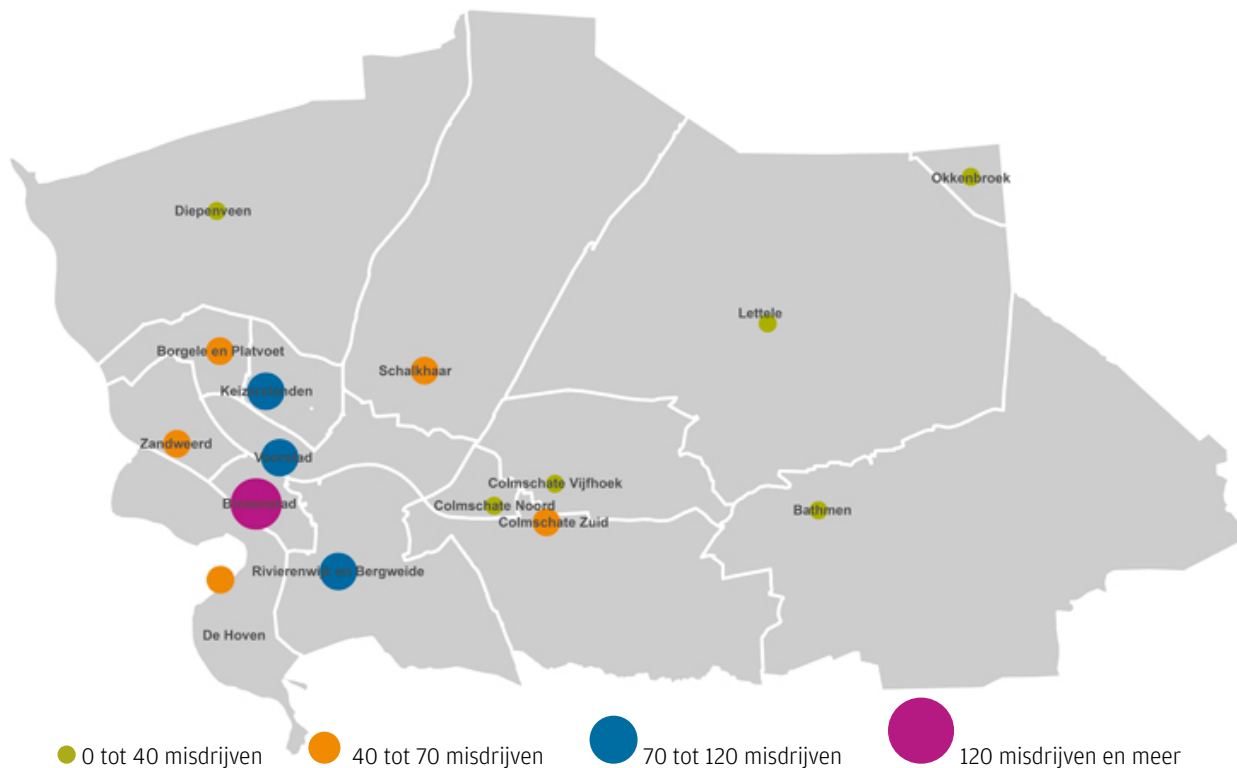 Okkenbroek
Diepenveen
Lettele
Borgele en Platvoet
Schalkhaar
Keizerslanden
Zandweerd
Voorstad
Colmschate Vijfhoek
Binnenstad
Colmschate Noord
Bathmen
Colmschate Zuid
Rivierenwijk en Bergweide
De Hoven
0 tot 40 misdrijven
40 tot 70 misdrijven
70 tot 120 misdrijven
120 misdrijven en meer